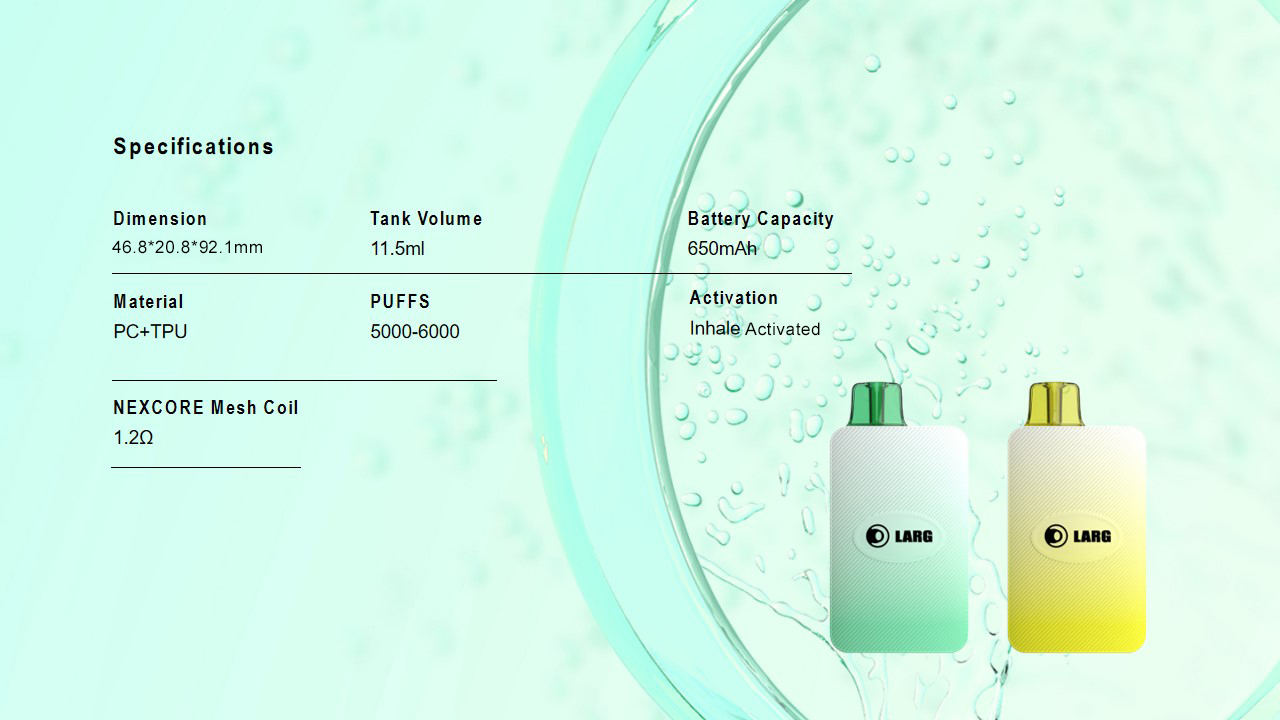 Specifications
Dimension
46.8*20.8*92.1mm
Tank Volume
11.5ml
Battery Capacity
650mAh
Material
PC+TPU
PUFFS
5000-6000
Activation
Inhale Activated
NEXCORE Mesh Coil
1.2Ω
LARG
LARG